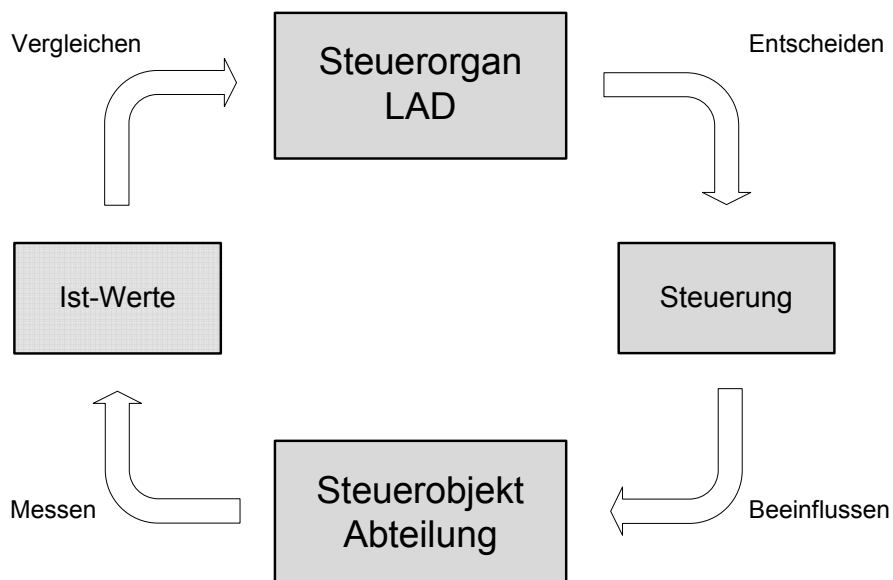 Vergleichen
Steuerorgan
LAD
Entscheiden
Ist-Werte
Steuerung
Messen
Steuerobjekt
Abteilung
Beeinflussen